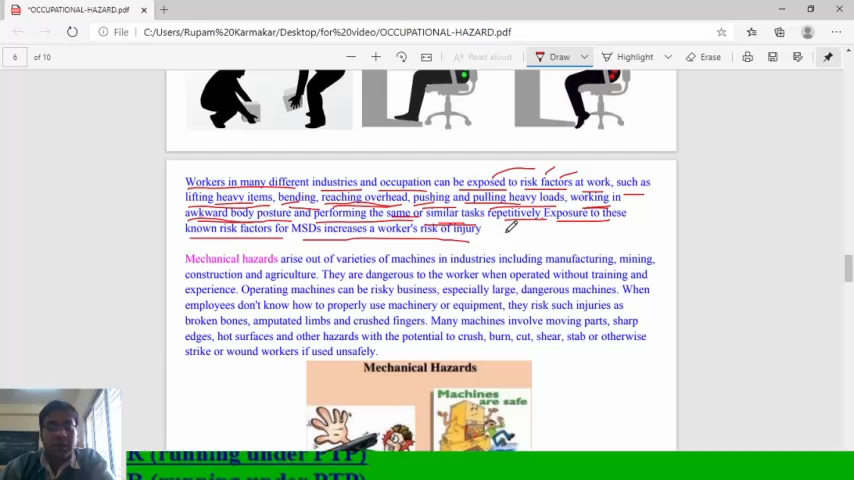 *OCCUPATIONAL-HAZARD.pdf
File C:/Users/Rupam%20Karmakar/Desktop/for%20video/OCCUPATIONAL-HAZARD.pdf
6 of 10 Read aloud Draw Highlight Erase
Workers in many different industries and occupation can be exposed to risk factors at work, such as
lifting heavy items, bending, reaching overhead, pushing and pulling heavy loads, working in
awkward body posture and performing the same or similar tasks repetitively. Exposure to these
known risk factors for MSDs increases a worker's risk of injury
Mechanical hazards arise out of varieties of machines in industries including manufacturing, mining,
construction and agriculture. They are dangerous to the worker when operated without training and
experience. Operating machines can be risky business, especially large, dangerous machines. When
employees don't know how to properly use machinery or equipment, they risk such injuries as
broken bones, amputated limbs and crushed fingers. Many machines involve moving parts, sharp
edges, hot surfaces and other hazards with the potential to crush, burn, cut, shear, stab or otherwise
strike or wound workers if used unsafely.
Mechanical Hazards
Machines
are safe
K (running under PTP)